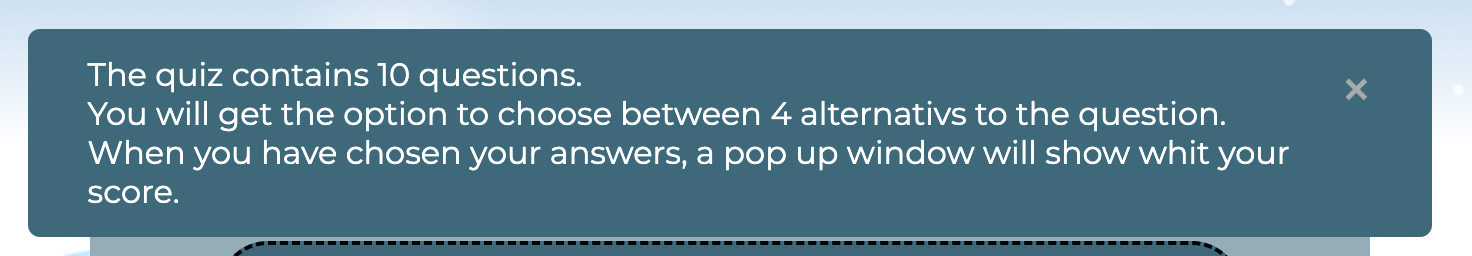 The quiz contains 10 questions.
You will get the option to choose between 4 alternativs to the question.
When you have chosen your answers, a pop up window will show whit your
score.